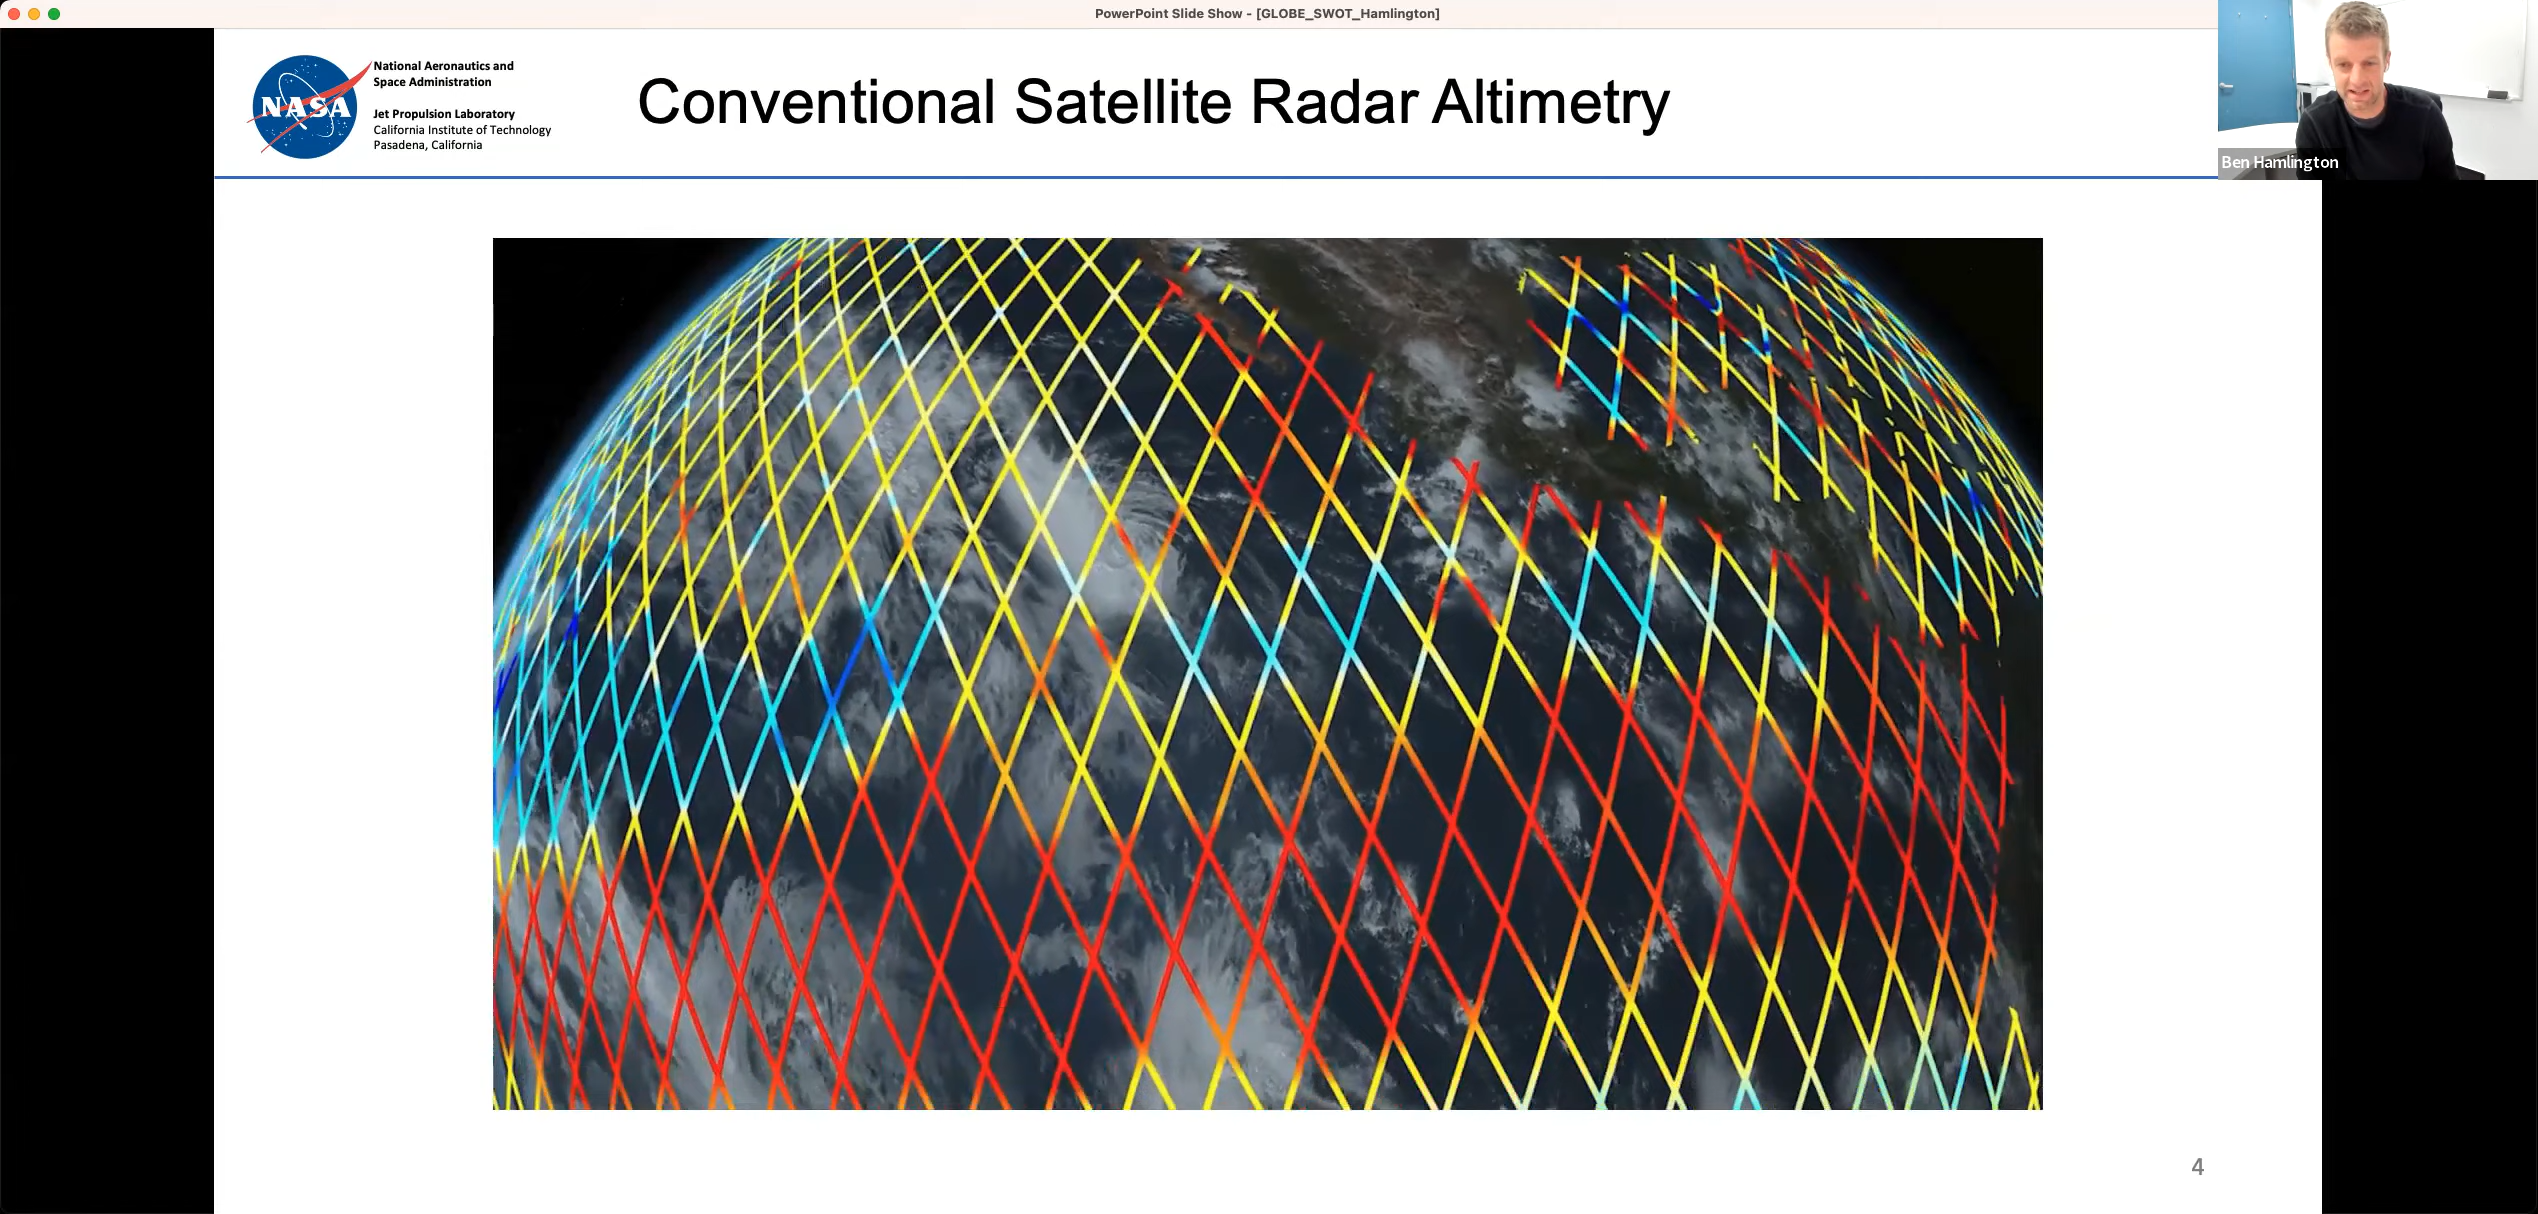 PowerPoint Slide Show - [GLOBE_SWOT_Hamlington]
NASA
National Aeronautics and
Space Administration
Jet Propulsion Laboratory
California Institute of Technology
Pasadena, California
Conventional Satellite Radar Altimetry
Ben Hamlington
4